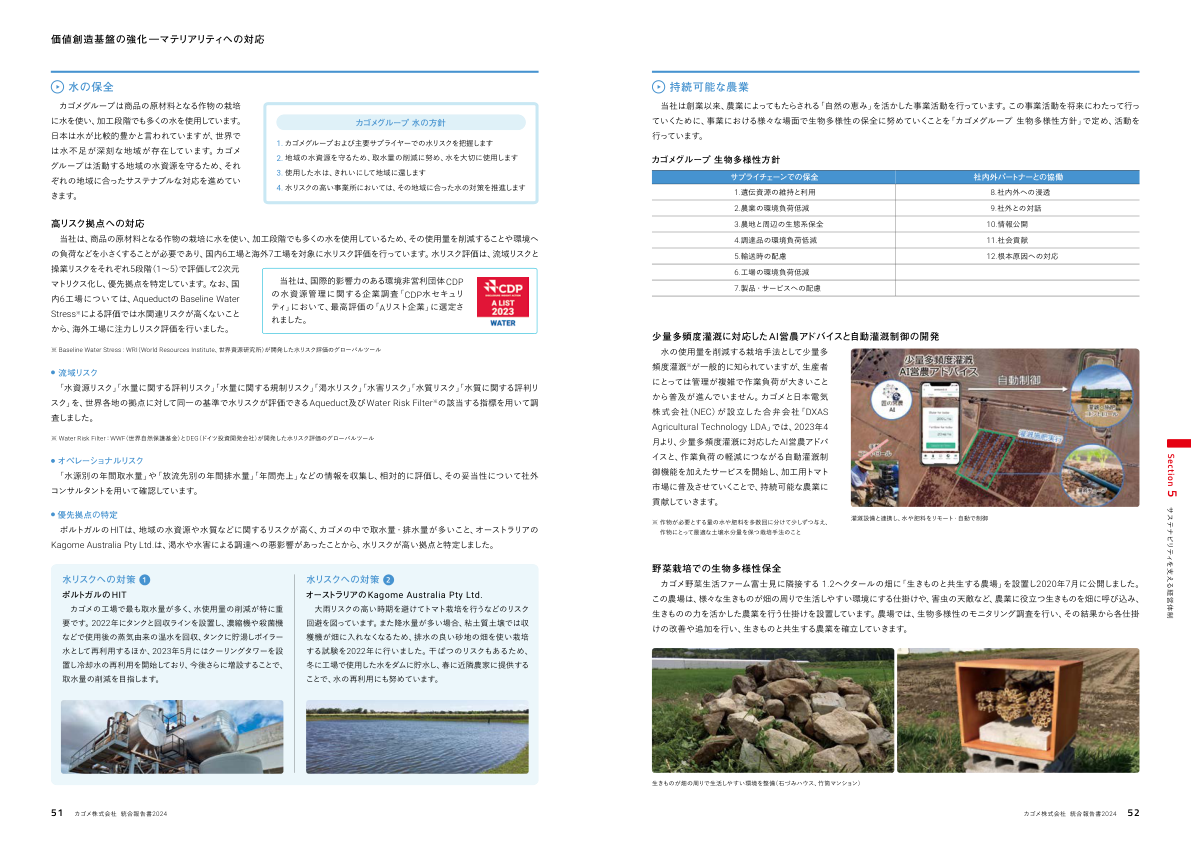 価値創造基盤の強化―マテリアリティへの対応
水の保全
カゴメグループは商品の原材料となる作物の栽培
に水を使い、加工段階でも多くの水を使用しています。
日本は水が比較的豊かと言われていますが、世界で
は水不足が深刻な地域が存在しています。カゴメ
グループは活動する地域の水資源を守るため、それ
ぞれの地域に合ったサステナブルな対応を進めてい
きます。
カゴメグループ 水の方針
1. カゴメグループおよび主要サプライヤーでの水リスクを把握します
2. 地域の水資源を守るため、取水量の削減に努め、水を大切に使用します
3. 使用した水は、きれいにして地域に還します
4. 水リスクの高い事業所においては、その地域に合った水の対策を推進します
高リスク拠点への対応
当社は、商品の原材料となる作物の栽培に水を使い、加工段階でも多くの水を使用しているため、その使用量を削減することや環境へ
の負荷などを小さくすることが必要であり、国内6工場と海外7工場を対象に水リスク評価を行っています。水リスク評価は、流域リスクと
操業リスクをそれぞれ5段階（1～5）で評価して2次元
マトリクス化し、優先拠点を特定しています。なお、国
内6工場については、AqueductのBaseline Water
Stress※による評価では水関連リスクが高くないこと
から、海外工場に注力しリスク評価を行いました。
当社は、国際的影響力のある環境非営利団体CDP
の水資源管理に関する企業調査「CDP水セキュリ
ティ」において、最高評価の「Aリスト企業」に選定さ
れました。
CDP
A LIST
2023
WATER
※ Baseline Water Stress : WRI（World Resources Institute、世界資源研究所）が開発した水リスク評価のグローバルツール
● 流域リスク
「水資源リスク」「水量に関する評判リスク」「水量に関する規制リスク」「渇水リスク」「水害リスク」「水質リスク」「水質に関する評判リ
スク」を、世界各地の拠点に対して同一の基準で水リスクが評価できるAqueduct及びWater Risk Filter※の該当する指標を用いて調
査しました。
※ Water Risk Filter：WWF（世界自然保護基金）とDEG（ドイツ投資開発会社）が開発した水リスク評価のグローバルツール
● オペレーショナルリスク
「水源別の年間取水量」や「放流先別の年間排水量」「年間売上」などの情報を収集し、相対的に評価し、その妥当性について社外
コンサルタントを用いて確認しています。
● 優先拠点の特定
ポルトガルのHITは、地域の水資源や水質などに関するリスクが高く、カゴメの中で取水量・排水量が多いこと、オーストラリアの
Kagome Australia Pty Ltd.は、渇水や水害による調達への悪影響があったことから、水リスクが高い拠点と特定しました。
水リスクへの対策 1
ポルトガルのHIT
カゴメの工場で最も取水量が多く、水使用量の削減が特に重
要です。2022年にタンクと回収ラインを設置し、濃縮機や殺菌機
などで使用後の蒸気由来の温水を回収、タンクに貯湯しボイラー
水として再利用するほか、2023年5月にはクーリングタワーを設
置し冷却水の再利用を開始しており、今後さらに増設することで、
取水量の削減を目指します。
水リスクへの対策 2
オーストラリアのKagome Australia Pty Ltd.
大雨リスクの高い時期を避けてトマト栽培を行うなどのリスク
回避を図っています。また降水量が多い場合、粘土質土壌では収
穫機が畑に入れなくなるため、排水の良い砂地の畑を使い栽培
する試験を2022年に行いました。干ばつのリスクもあるため、
冬に工場で使用した水をダムに貯水し、春に近隣農家に提供する
ことで、水の再利用にも努めています。
51 カゴメ株式会社 統合報告書2024
持続可能な農業
当社は創業以来、農業によってもたらされる「自然の恵み」を活かした事業活動を行っています。この事業活動を将来にわたって行っ
ていくために、事業における様々な場面で生物多様性の保全に努めていくことを「カゴメグループ 生物多様性方針」で定め、活動を
行っています。
カゴメグループ 生物多様性方針
サプライチェーンでの保全 社内外パートナーとの協働
1.遺伝資源の維持と利用 8.社内外への浸透
2.農業の環境負荷低減 9.社外との対話
3.農地と周辺の生態系保全 10.情報公開
4.調達品の環境負荷低減 11.社会貢献
5.輸送時の配慮 12.根本原因への対応
6.工場の環境負荷低減
7.製品・サービスへの配慮
少量多頻度灌漑に対応したAI営農アドバイスと自動灌漑制御の開発
水の使用量を削減する栽培手法として少量多
頻度灌漑※が一般的に知られていますが、生産者
にとっては管理が複雑で作業負荷が大きいこと
から普及が進んでいません。カゴメと日本電気
株式会社（NEC）が設立した合弁会社「DXAS
Agricultural Technology LDA」では、2023年4
月より、少量多頻度灌漑に対応したAI営農アドバ
イスと、作業負荷の軽減につながる自動灌漑制
御機能を加えたサービスを開始し、加工用トマト
市場に普及させていくことで、持続可能な農業に
貢献していきます。
※ 作物が必要とする量の水や肥料を多数回に分けて少しずつ与え、
作物にとって最適な土壌水分量を保つ栽培手法のこと
少量多頻度灌漑
AI営農アドバイス
自動制御
AI
灌漑施肥実行
灌漑設備と連携し、水や肥料をリモート・自動で制御
野菜栽培での生物多様性保全
カゴメ野菜生活ファーム富士見に隣接する 1.2ヘクタールの畑に「生きものと共生する農場」を設置し2020年7月に公開しました。
この農場は、様々な生きものが畑の周りで生活しやすい環境にする仕掛けや、害虫の天敵など、農業に役立つ生きものを畑に呼び込み、
生きものの力を活かした農業を行う仕掛けを設置しています。農場では、生物多様性のモニタリング調査を行い、その結果から各仕掛
けの改善や追加を行い、生きものと共生する農業を確立していきます。
生きものが畑の周りで生活しやすい環境を整備（石づみハウス、竹筒マンション）
Section 5
サステナビリティを支える経営体制
カゴメ株式会社 統合報告書2024 52